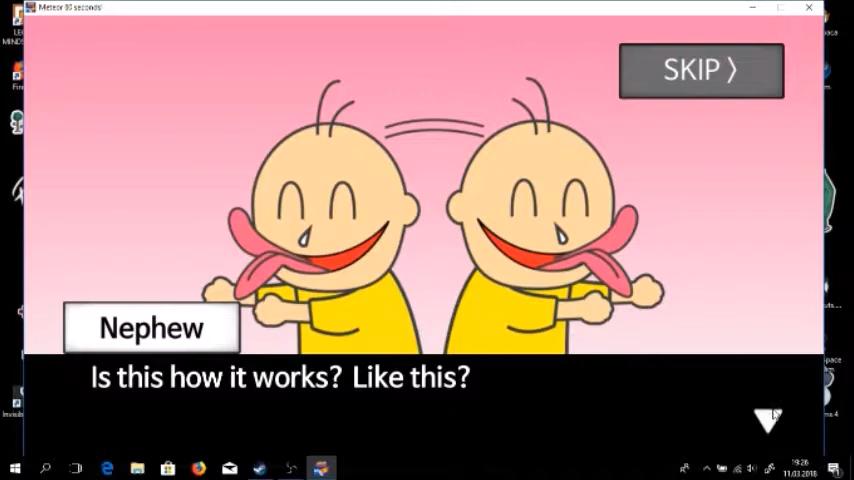 Meteor 60 seconds!
SKIP 〉
Nephew
Is this how it works? Like this?
19:26
11.03.2018